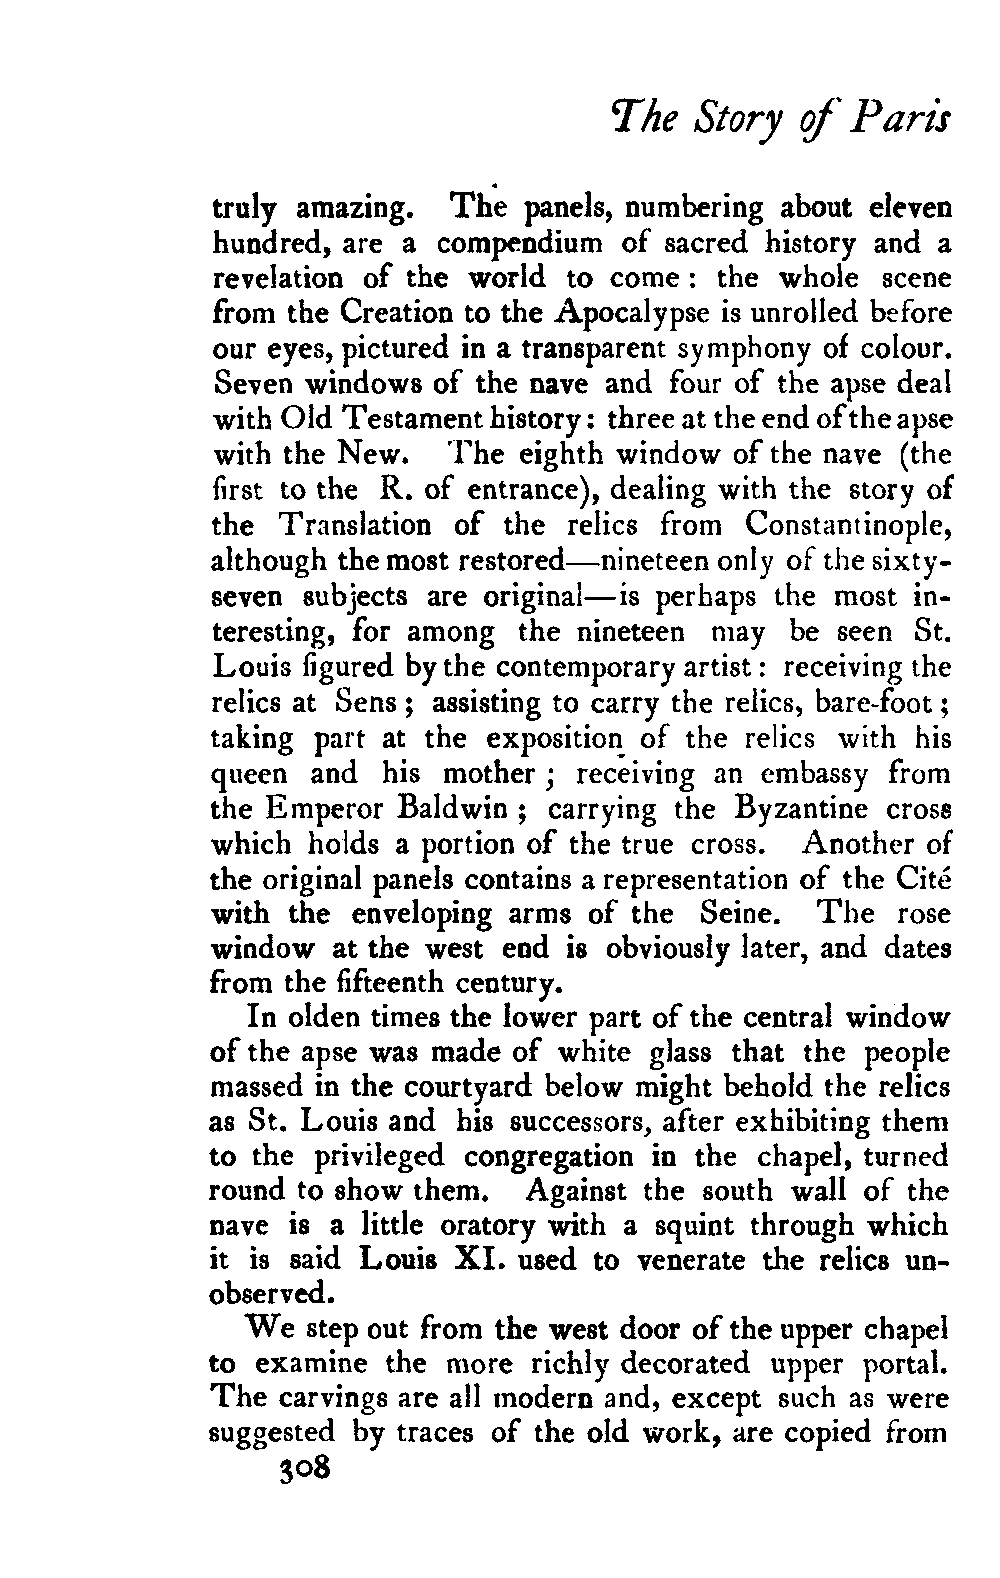 The Story of Paris
truly amazing. The panels, numbering about eleven
hundred, are a compendium of sacred history and a
revelation of the world to come : the whole scene
from the Creation to the Apocalypse is unrolled before
our eyes, pictured in a transparent symphony of colour.
Seven windows of the nave and four of the apse deal
with Old Testament history : three at the end of the apse
with the New. The eighth window of the nave (the
first to the R. of entrance), dealing with the story of
the Translation of the relics from Constantinople,
although the most restored—nineteen only of the sixty-
seven subjects are original—is perhaps the most in-
teresting, for among the nineteen may be seen St.
Louis figured by the contemporary artist : receiving the
relics at Sens ; assisting to carry the relics, bare-foot ;
taking part at the exposition of the relics with his
queen and his mother ; receiving an embassy from
the Emperor Baldwin ; carrying the Byzantine cross
which holds a portion of the true cross. Another of
the original panels contains a representation of the Cité
with the enveloping arms of the Seine. The rose
window at the west end is obviously later, and dates
from the fifteenth century.
In olden times the lower part of the central window
of the apse was made of white glass that the people
massed in the courtyard below might behold the relics
as St. Louis and his successors, after exhibiting them
to the privileged congregation in the chapel, turned
round to show them. Against the south wall of the
nave is a little oratory with a squint through which
it is said Louis XI. used to venerate the relics un-
observed.
We step out from the west door of the upper chapel
to examine the more richly decorated upper portal.
The carvings are all modern and, except such as were
suggested by traces of the old work, are copied from
308